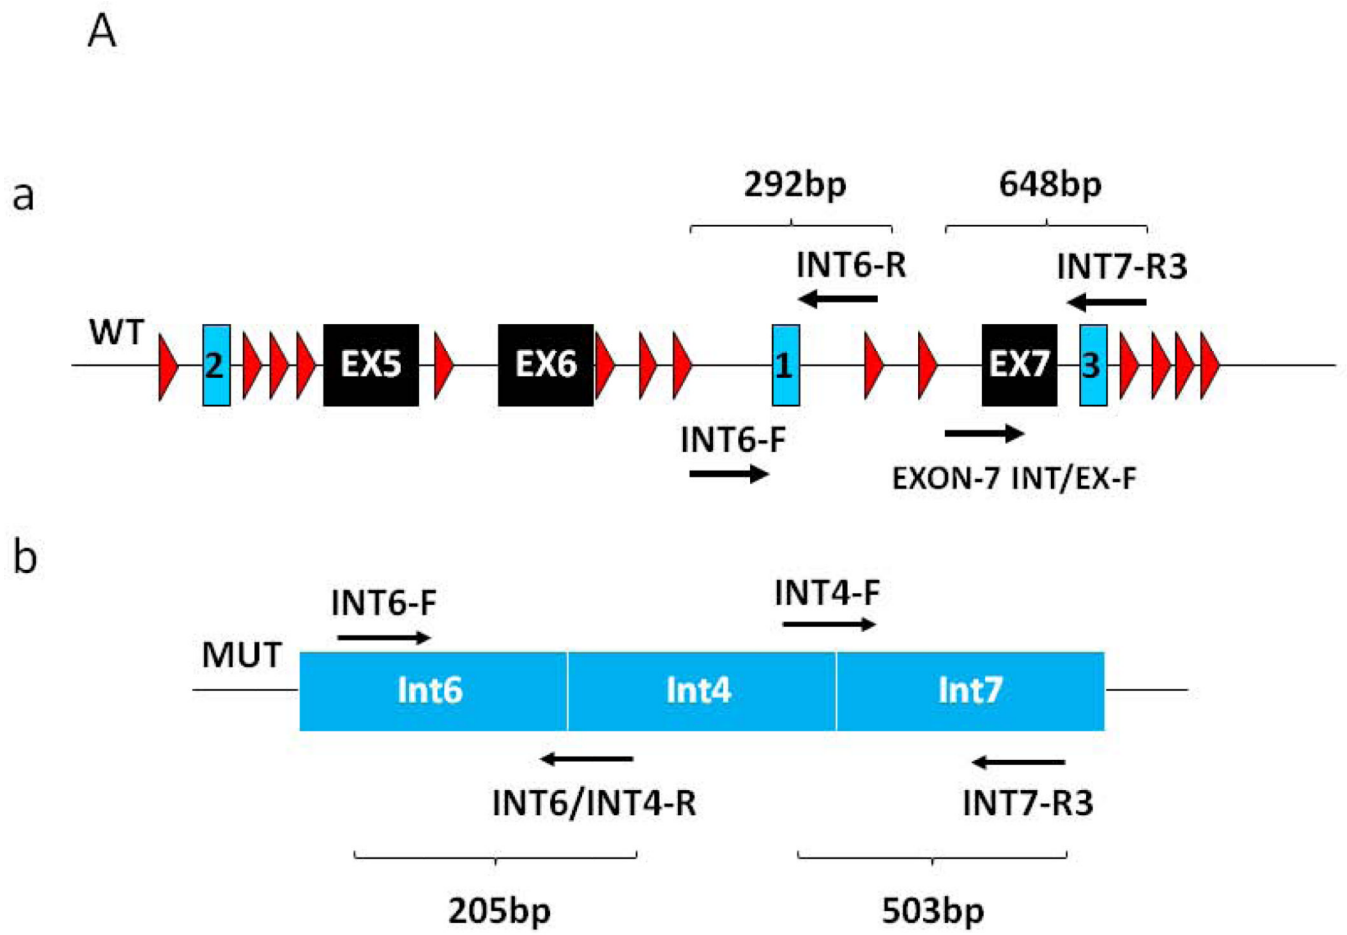 A
a
292bp
648bp
INT6-R
INT7-R3
WT
2
EX5
EX6
1
EX7
3
INT6-F
EXON-7 INT/EX-F
b
INT6-F
INT4-F
MUT
Int6
Int4
Int7
INT6/INT4-R
INT7-R3
205bp
503bp